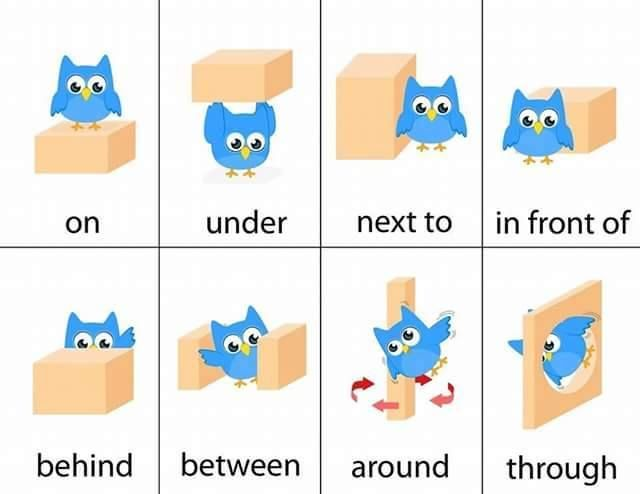 on
under
next to
in front of
behind
between
around
through